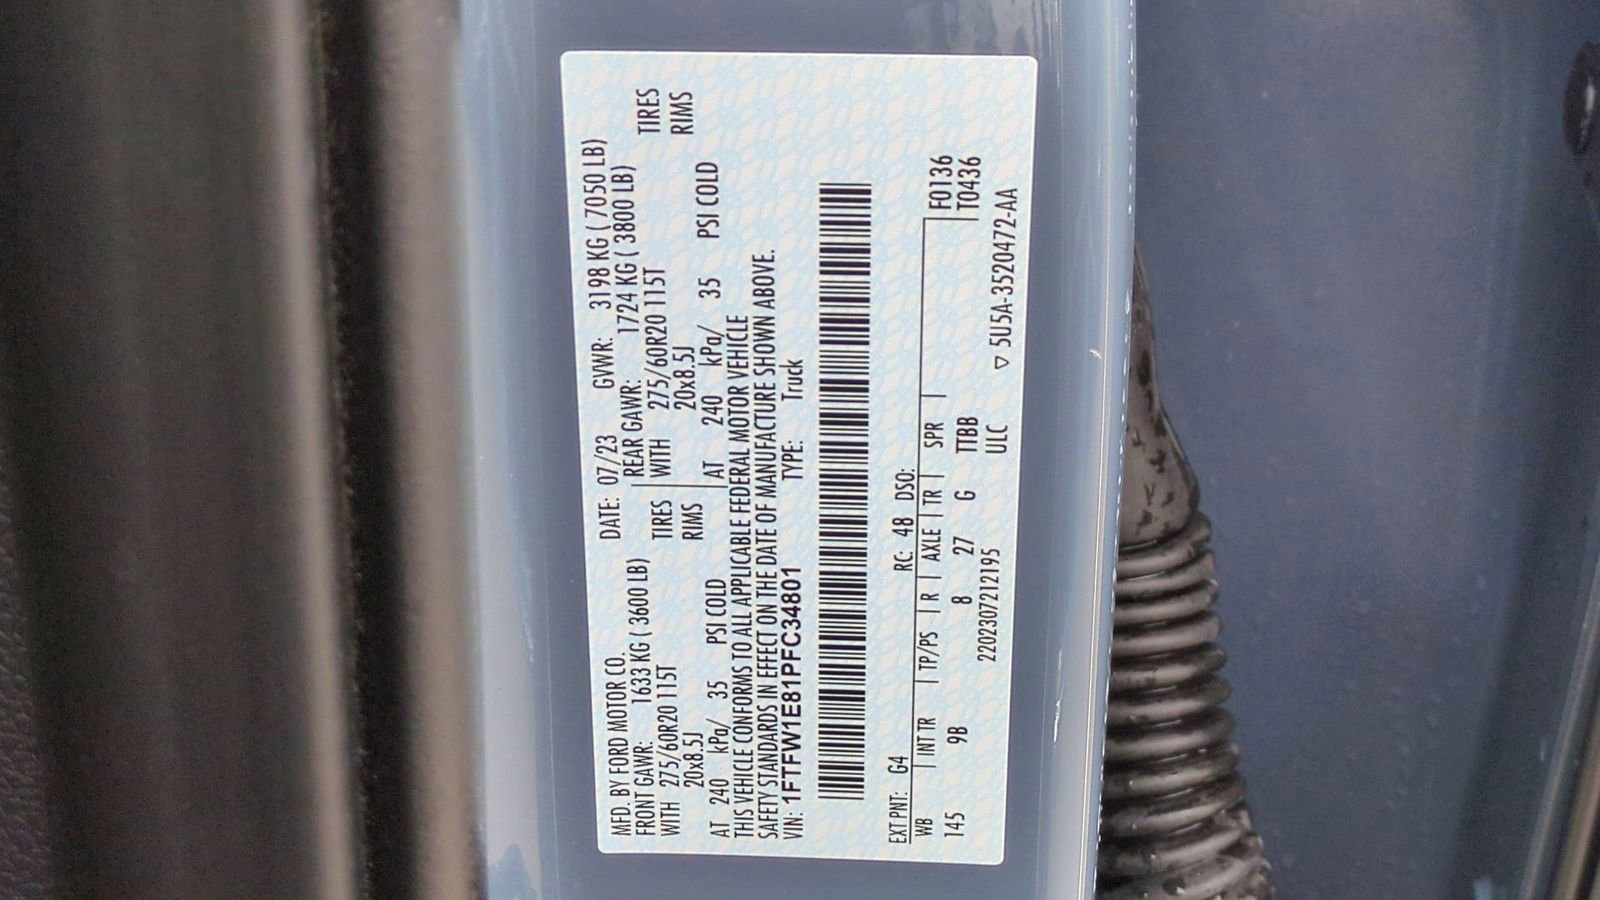 MFD. BY FORD MOTOR CO. DATE: 07/23 GVWR: 3198 KG ( 7050 LB)
FRONT GAWR: 1633 KG ( 3600 LB) REAR GAWR: 1724 KG ( 3800 LB)
WITH 275/60R20 115T TIRES WITH 275/60R20 115T TIRES
20x8.5J RIMS 20x8.5J RIMS
AT 240 kPa/ 35 PSI COLD AT 240 kPa/ 35 PSI COLD
THIS VEHICLE CONFORMS TO ALL APPLICABLE FEDERAL MOTOR VEHICLE
SAFETY STANDARDS IN EFFECT ON THE DATE OF MANUFACTURE SHOWN ABOVE.
VIN: 1FTFW1E81PFC34801 TYPE: Truck
EXT PNT: G4 RC: 48 DSO:
WB INT TR TP/PS R AXLE TR SPR F0136
145 9B 8 27 G TTBB T0436
2202307212195 ULC ▽ 5U5A-3520472-AA